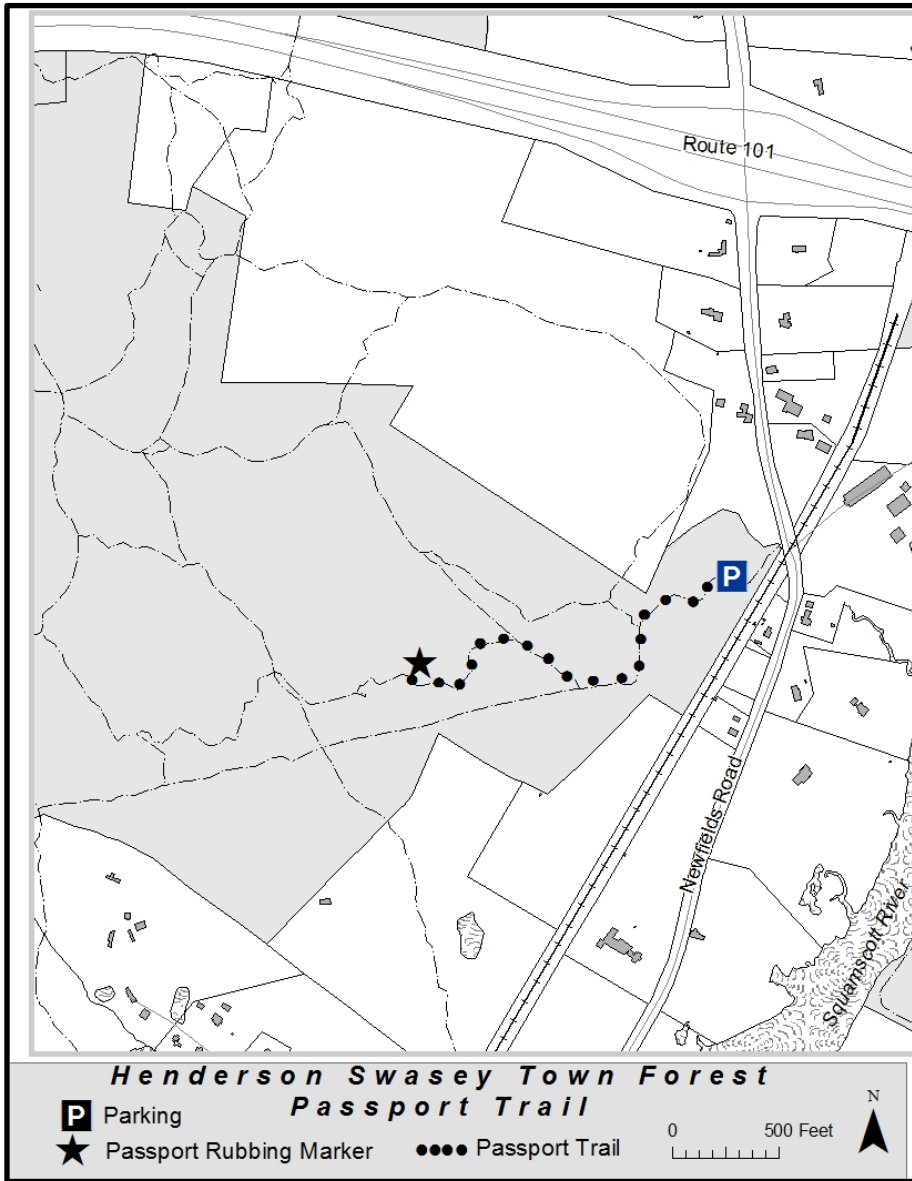 Route 101
P
Newfields Road
Squamscott River
Henderson Swasey Town Forest
Passport Trail
P Parking
Passport Rubbing Marker
Passport Trail
0 500 Feet
N